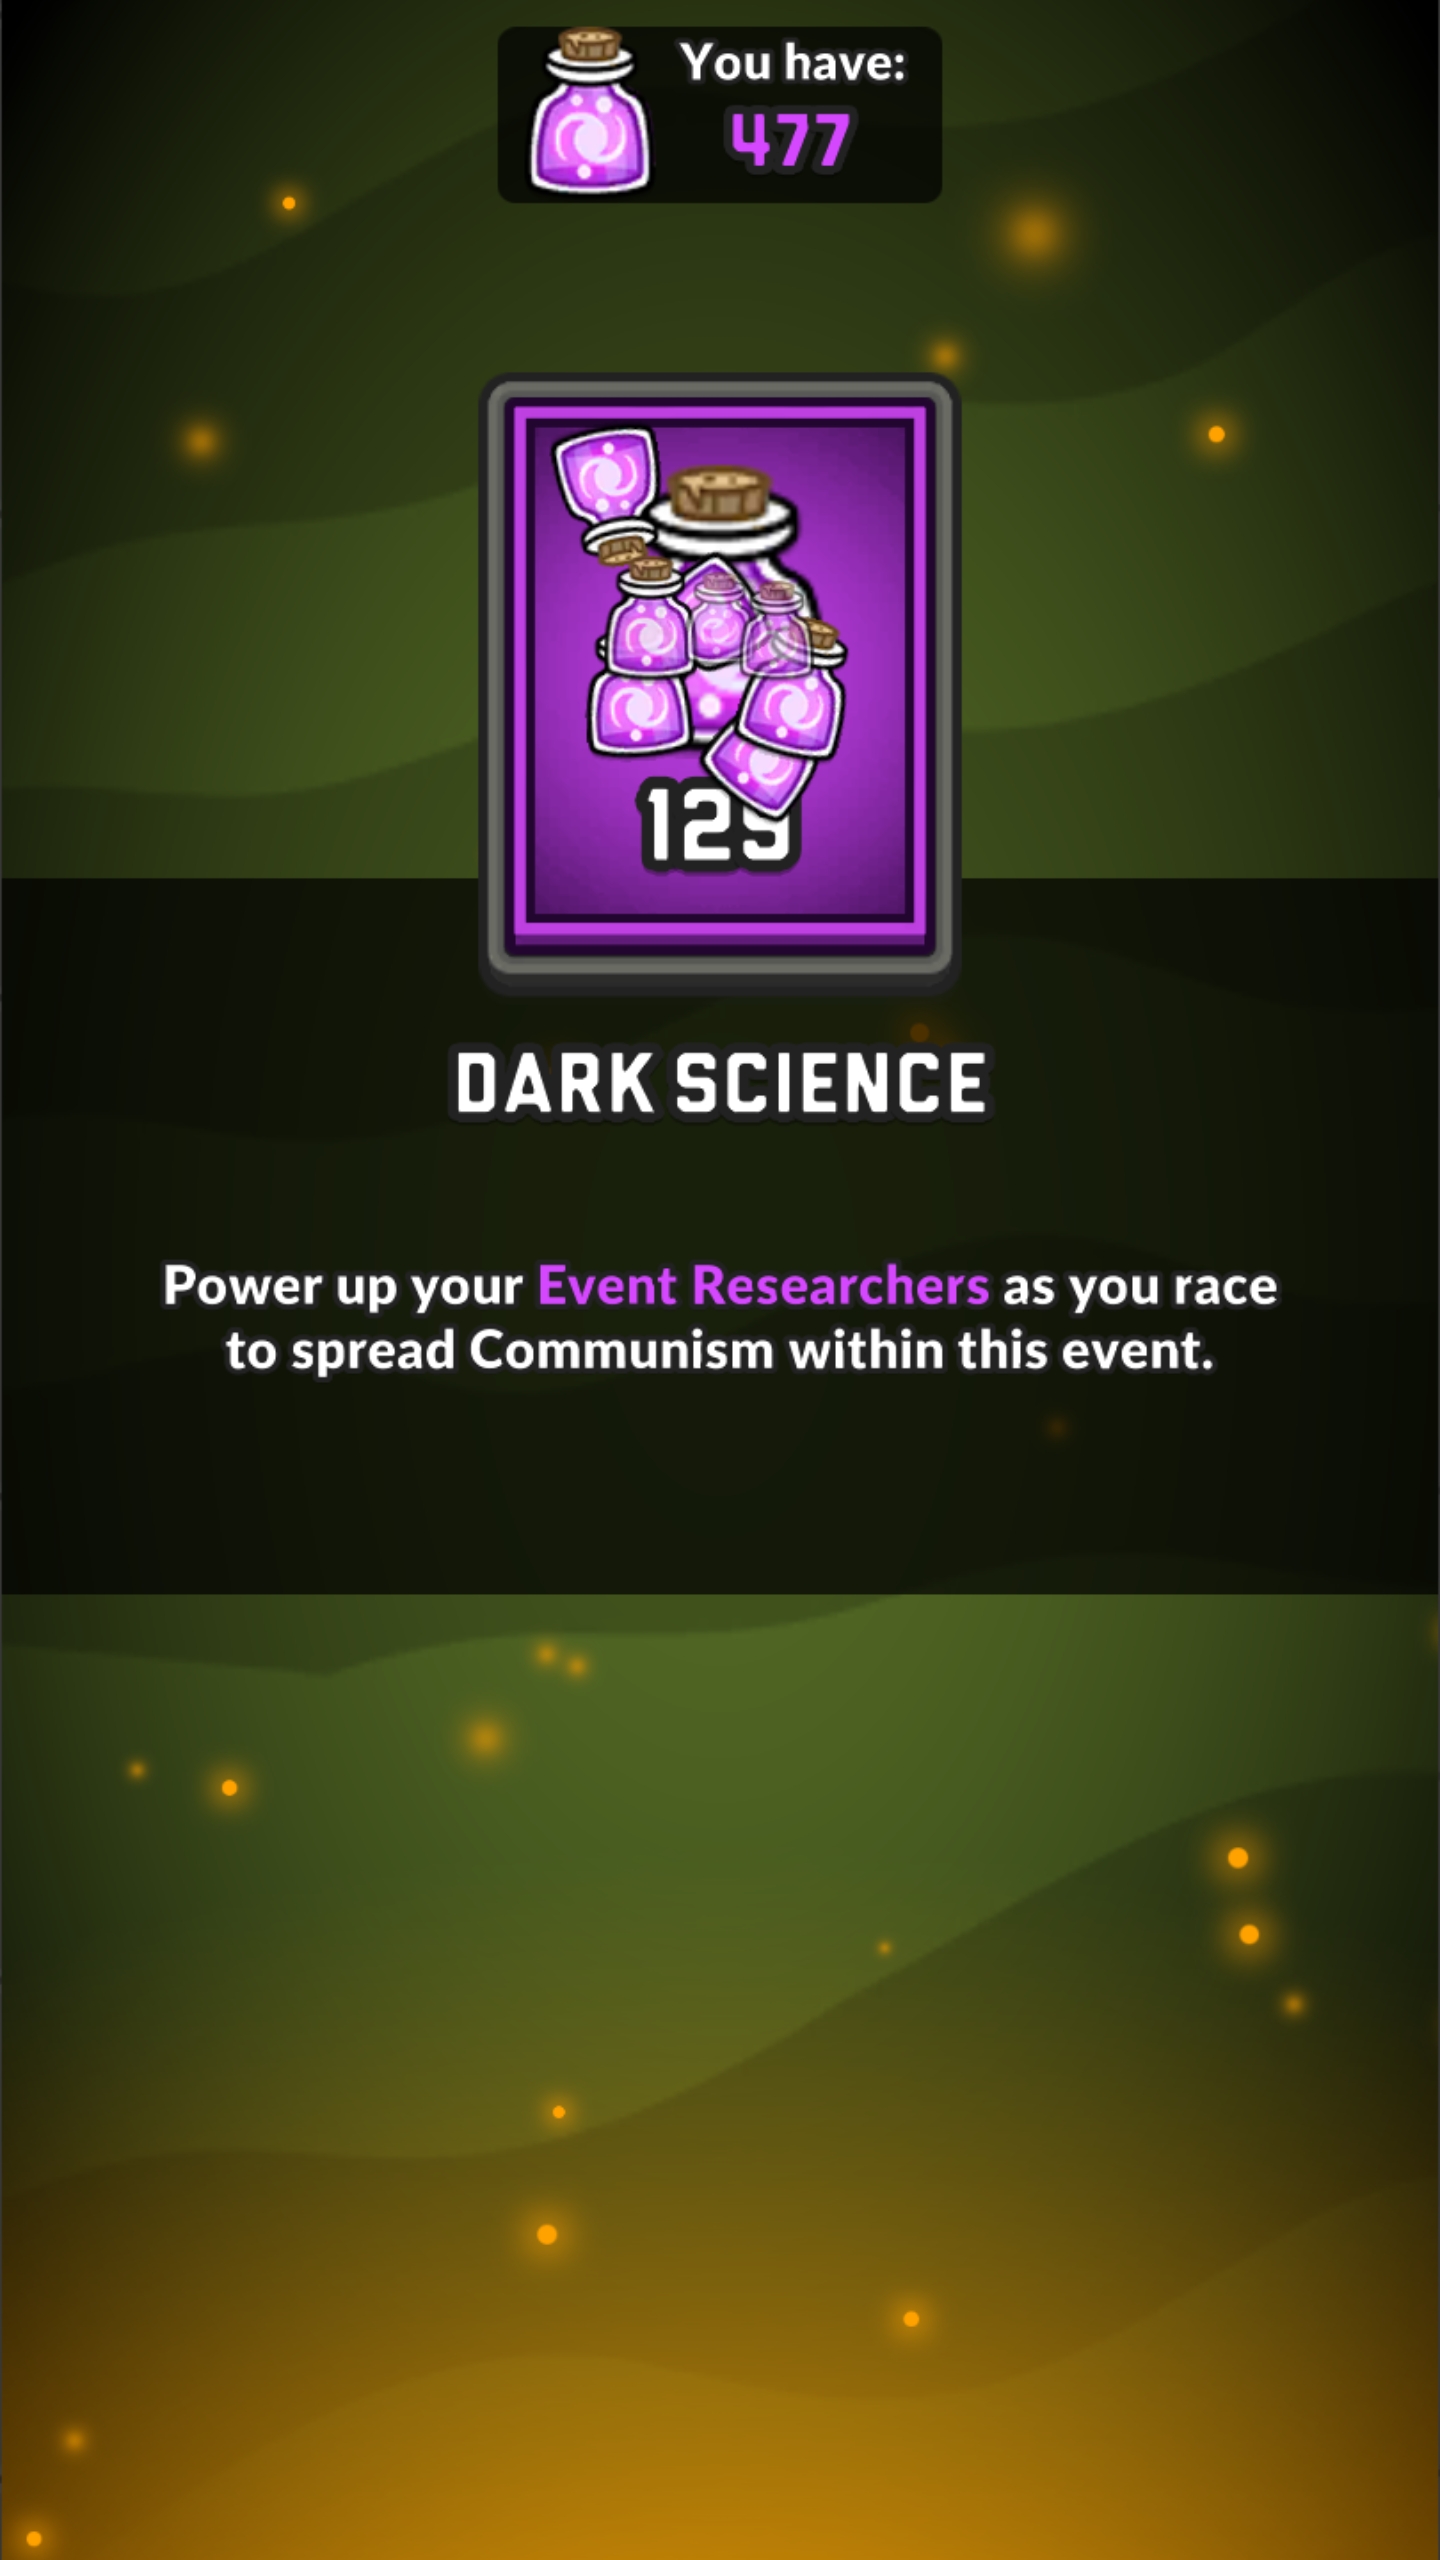 You have:
477
DARK SCIENCE
Power up your Event Researchers as you race
to spread Communism within this event.